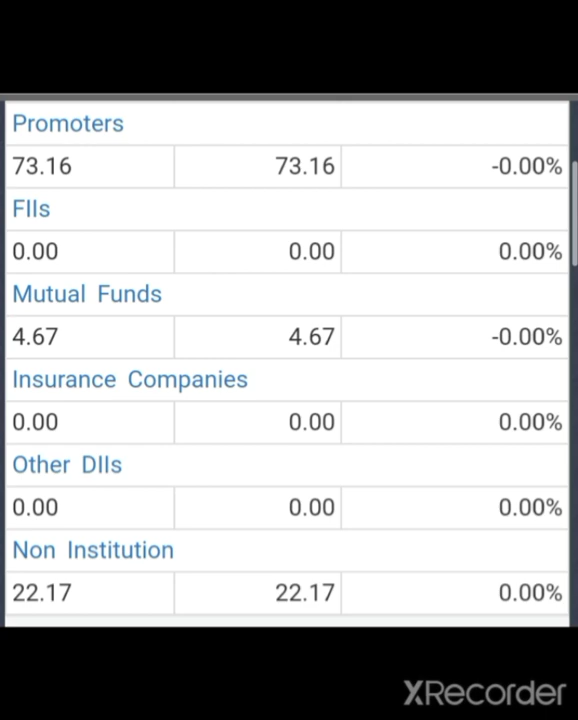 Promoters
73.16 73.16 -0.00%
FIIs
0.00 0.00 0.00%
Mutual Funds
4.67 4.67 -0.00%
Insurance Companies
0.00 0.00 0.00%
Other DIIs
0.00 0.00 0.00%
Non Institution
22.17 22.17 0.00%
XRecorder